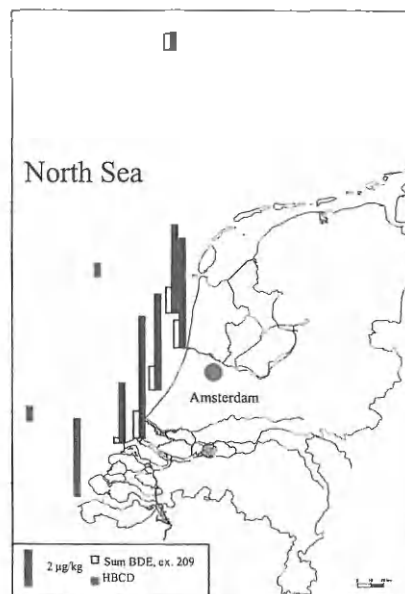 North Sea
Amsterdam
2 µg/kg
Sum BDE, ex. 209
HBCD